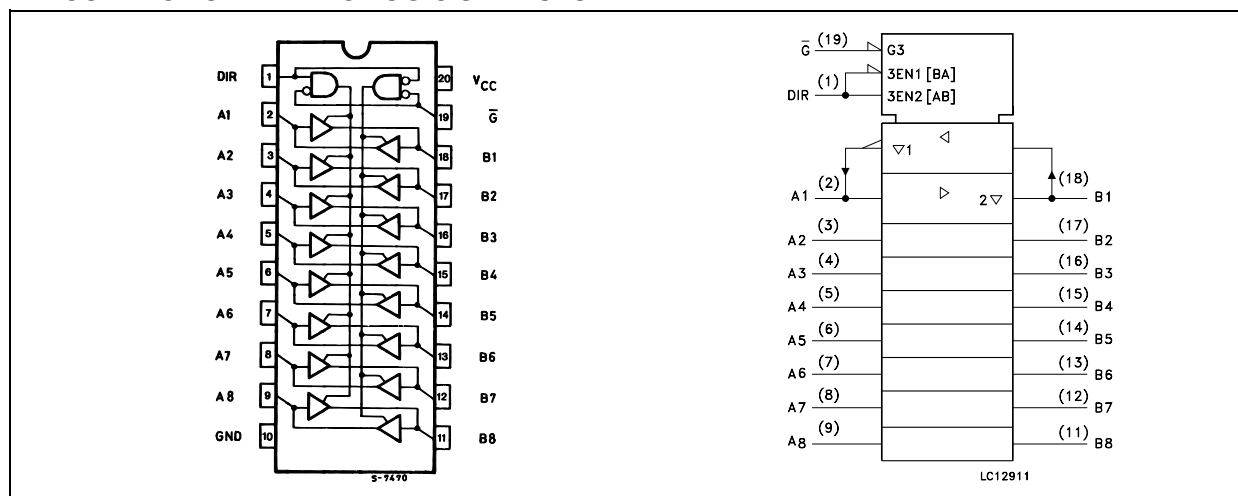 DIR 1 20 VCC
A1 2 19 G̅
A2 3 18 B1
A3 4 17 B2
A4 5 16 B3
A5 6 15 B4
A6 7 14 B5
A7 8 13 B6
A8 9 12 B7
GND 10 11 B8
S-7470
G̅ (19) G3
3EN1 [BA]
DIR (1) 3EN2 [AB]
▽1 ◁
A1 (2) ▷ 2▽ (18) B1
A2 (3) (17) B2
A3 (4) (16) B3
A4 (5) (15) B4
A5 (6) (14) B5
A6 (7) (13) B6
A7 (8) (12) B7
A8 (9) (11) B8
LC12911